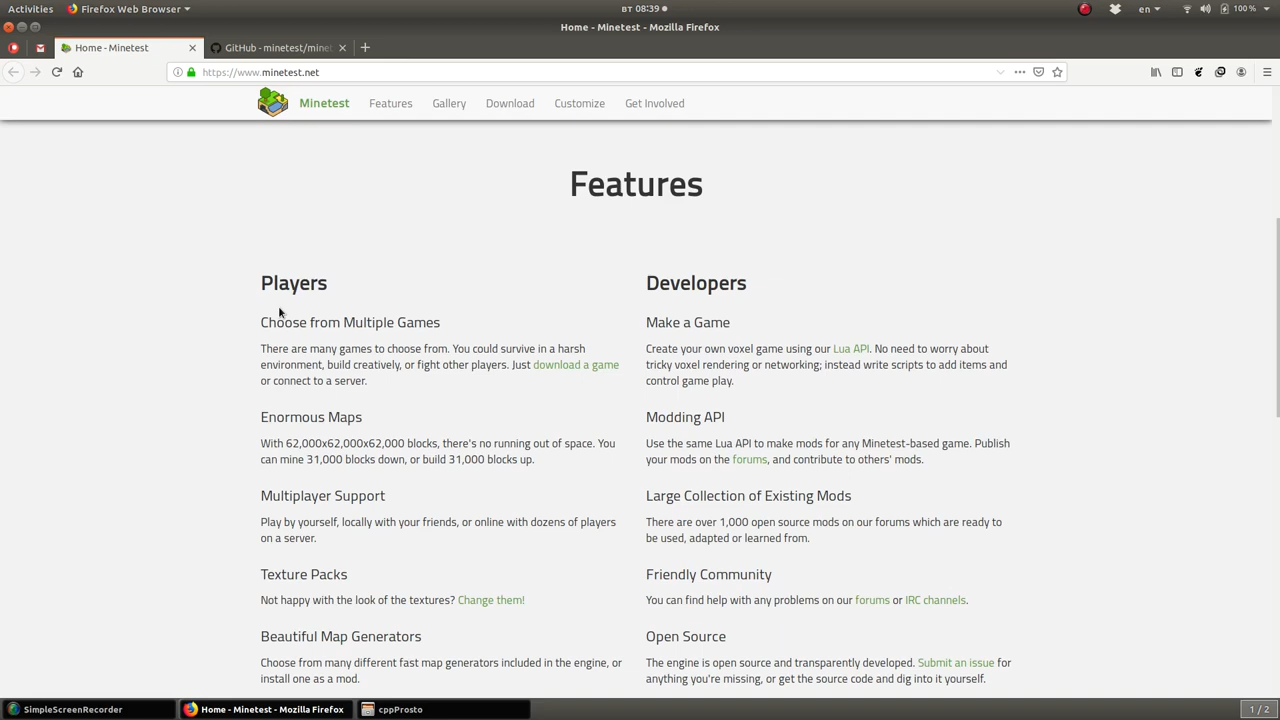 Activities
Firefox Web Browser
вт 08:39
en
100 %
Home - Minetest - Mozilla Firefox
Home - Minetest
GitHub - minetest/mine
https://www.minetest.net
Minetest
Features
Gallery
Download
Customize
Get Involved
Features
Players
Choose from Multiple Games
There are many games to choose from. You could survive in a harsh
environment, build creatively, or fight other players. Just download a game
or connect to a server.
Enormous Maps
With 62,000x62,000x62,000 blocks, there's no running out of space. You
can mine 31,000 blocks down, or build 31,000 blocks up.
Multiplayer Support
Play by yourself, locally with your friends, or online with dozens of players
on a server.
Texture Packs
Not happy with the look of the textures? Change them!
Beautiful Map Generators
Choose from many different fast map generators included in the engine, or
install one as a mod.
Developers
Make a Game
Create your own voxel game using our Lua API. No need to worry about
tricky voxel rendering or networking; instead write scripts to add items and
control game play.
Modding API
Use the same Lua API to make mods for any Minetest-based game. Publish
your mods on the forums, and contribute to others' mods.
Large Collection of Existing Mods
There are over 1,000 open source mods on our forums which are ready to
be used, adapted or learned from.
Friendly Community
You can find help with any problems on our forums or IRC channels.
Open Source
The engine is open source and transparently developed. Submit an issue for
anything you're missing, or get the source code and dig into it yourself.
SimpleScreenRecorder
Home - Minetest - Mozilla Firefox
cppProsto
1 / 2